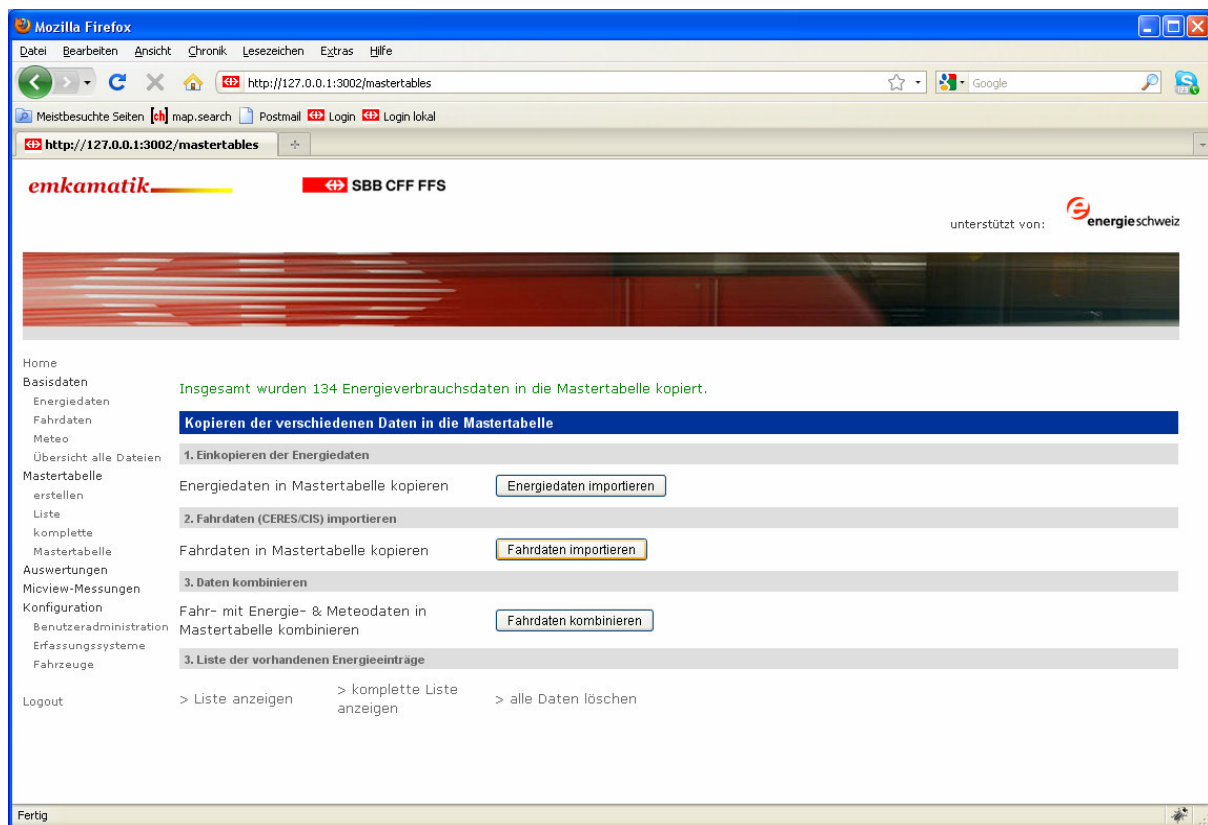 Mozilla Firefox
Datei Bearbeiten Ansicht Chronik Lesezeichen Extras Hilfe
http://127.0.0.1:3002/mastertables
Google
Meistbesuchte Seiten [ch] map.search Postmail Login Login lokal
http://127.0.0.1:3002/mastertables
emkamatik
SBB CFF FFS
unterstützt von:
energieschweiz
Home
Basisdaten
Energiedaten
Fahrdaten
Meteo
Übersicht alle Dateien
Mastertabelle
erstellen
Liste
komplette
Mastertabelle
Auswertungen
Micview-Messungen
Konfiguration
Benutzeradministration
Erfassungssysteme
Fahrzeuge
Logout
Insgesamt wurden 134 Energieverbrauchsdaten in die Mastertabelle kopiert.
Kopieren der verschiedenen Daten in die Mastertabelle
1. Einkopieren der Energiedaten
Energiedaten in Mastertabelle kopieren
Energiedaten importieren
2. Fahrdaten (CERES/CIS) importieren
Fahrdaten in Mastertabelle kopieren
Fahrdaten importieren
3. Daten kombinieren
Fahr- mit Energie- & Meteodaten in
Mastertabelle kombinieren
Fahrdaten kombinieren
3. Liste der vorhandenen Energieeinträge
> Liste anzeigen
> komplette Liste
anzeigen
> alle Daten löschen
Fertig